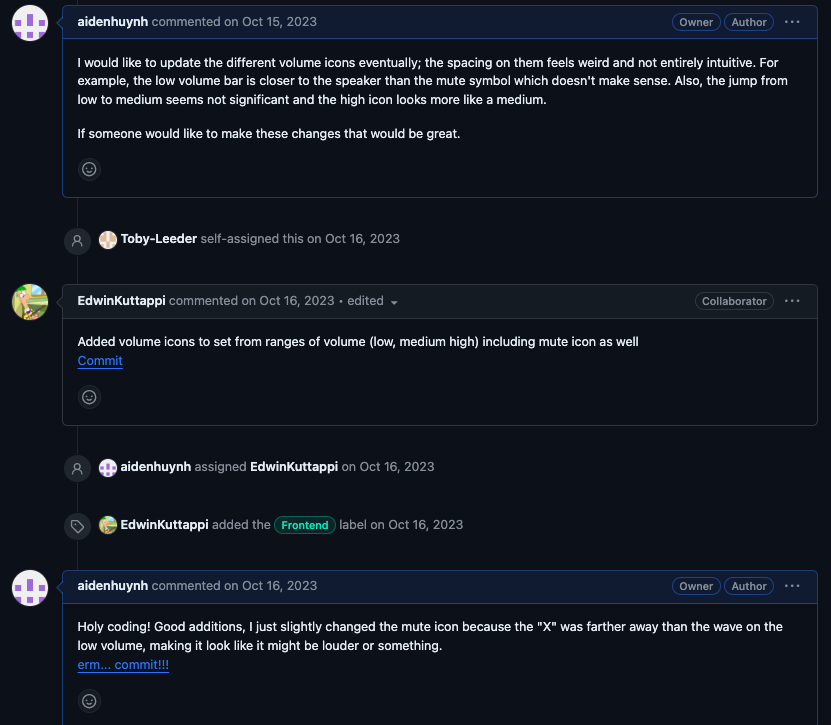 aidenhuynh commented on Oct 15, 2023 Owner Author ...
I would like to update the different volume icons eventually; the spacing on them feels weird and not entirely intuitive. For
example, the low volume bar is closer to the speaker than the mute symbol which doesn't make sense. Also, the jump from
low to medium seems not significant and the high icon looks more like a medium.
If someone would like to make these changes that would be great.
Toby-Leeder self-assigned this on Oct 16, 2023
EdwinKuttappi commented on Oct 16, 2023 • edited Collaborator ...
Added volume icons to set from ranges of volume (low, medium high) including mute icon as well
Commit
aidenhuynh assigned EdwinKuttappi on Oct 16, 2023
EdwinKuttappi added the Frontend label on Oct 16, 2023
aidenhuynh commented on Oct 16, 2023 Owner Author ...
Holy coding! Good additions, I just slightly changed the mute icon because the "X" was farther away than the wave on the
low volume, making it look like it might be louder or something.
erm... commit!!!